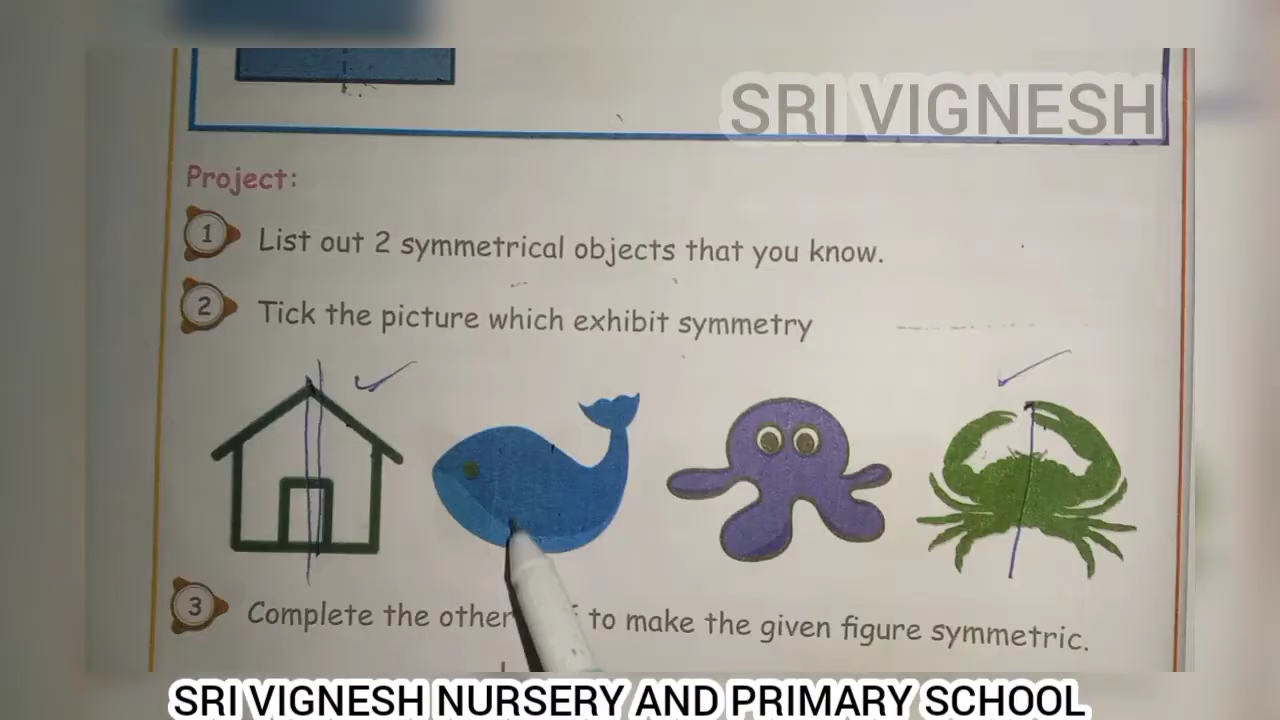 SRI VIGNESH
Project:
1 List out 2 symmetrical objects that you know.
2 Tick the picture which exhibit symmetry
3 Complete the other to make the given figure symmetric.
SRI VIGNESH NURSERY AND PRIMARY SCHOOL